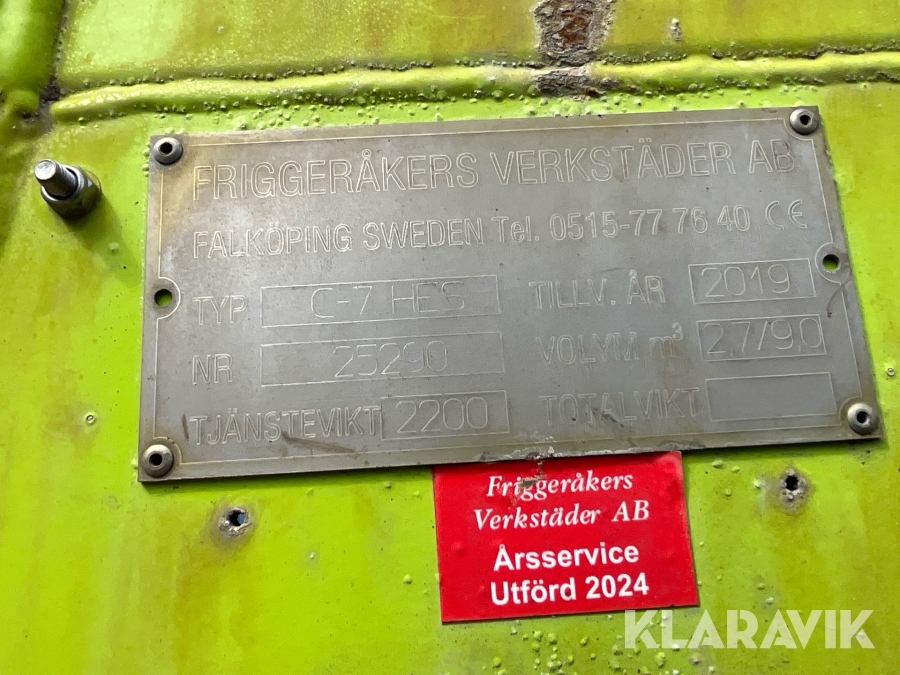 FRIGGERÅKERS VERKSTÄDER AB
FALKÖPING SWEDEN Tel. 0515-77 76 40 CE
TYP C-7 HES TILLV. ÅR 2019
NR 25290 VOLYM m³ 2,7/9,0
TJÄNSTEVIKT 2200 TOTALVIKT
Friggeråkers
Verkstäder AB
Årsservice
Utförd 2024
KLARAVIK